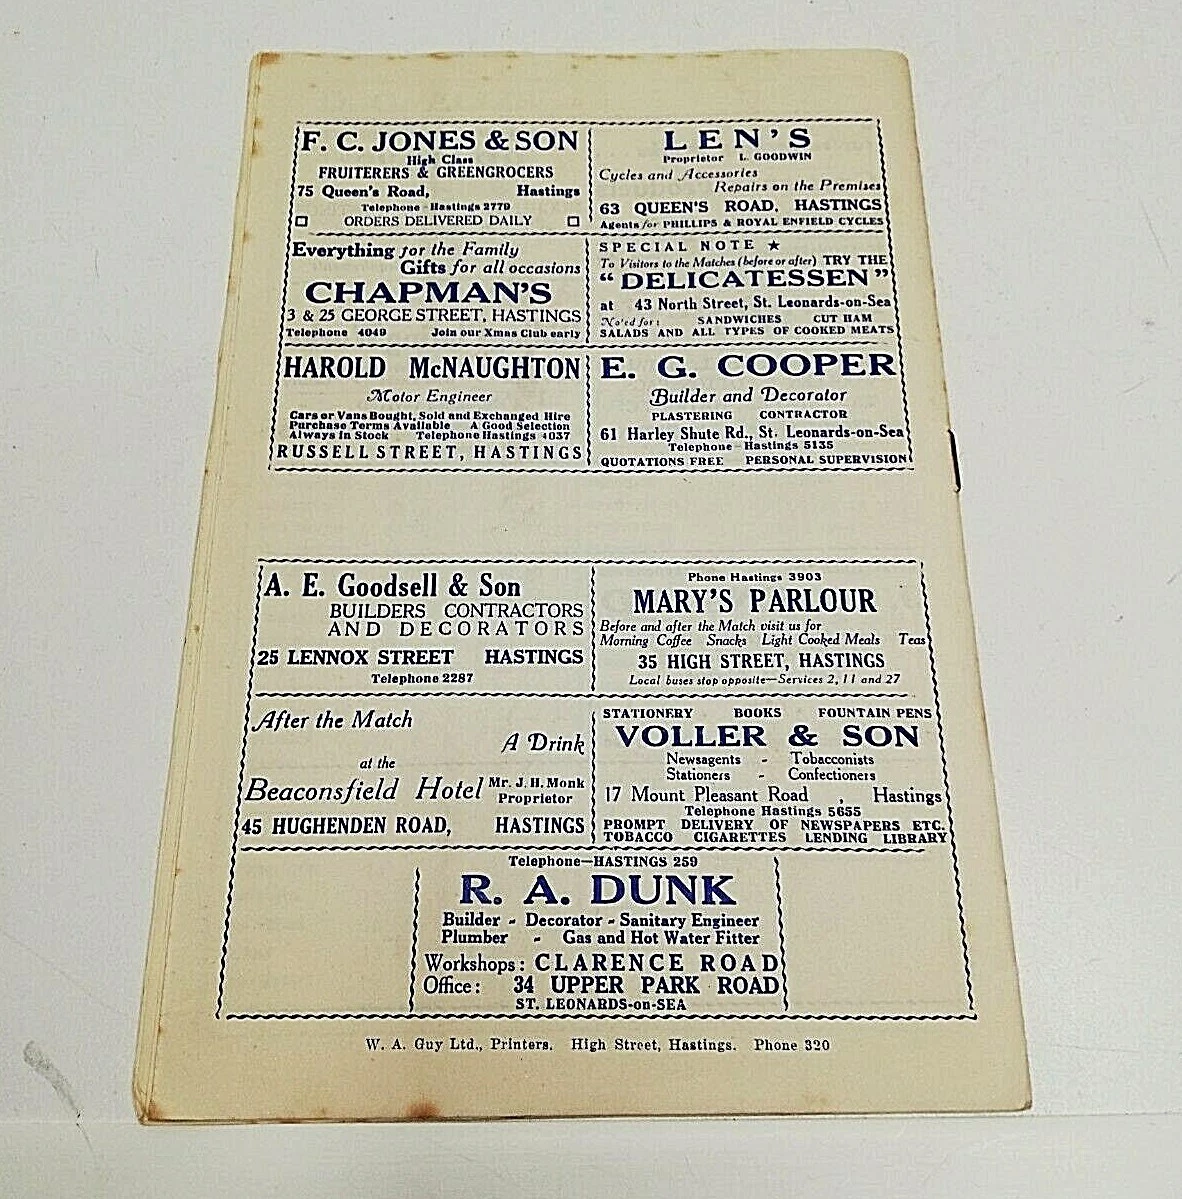 F. C. JONES & SON
High Class
FRUITERERS & GREENGROCERS
75 Queen's Road, Hastings
Telephone - Hastings 2779
ORDERS DELIVERED DAILY
LEN'S
Proprietor L. GOODWIN
Cycles and Accessories
Repairs on the Premises
63 QUEEN'S ROAD. HASTINGS
Agents for PHILLIPS & ROYAL ENFIELD CYCLES
Everything for the Family
Gifts for all occasions
CHAPMAN'S
3 & 25 GEORGE STREET, HASTINGS
Telephone 4049 Join our Xmas Club early
SPECIAL NOTE ★
To Visitors to the Matches (before or after) TRY THE
“ DELICATESSEN ”
at 43 North Street, St. Leonards-on-Sea
Noted for: SANDWICHES CUT HAM
SALADS AND ALL TYPES OF COOKED MEATS
HAROLD McNAUGHTON
Motor Engineer
Cars or Vans Bought, Sold and Exchanged Hire
Purchase Terms Available A Good Selection
Always in Stock Telephone Hastings 4037
RUSSELL STREET, HASTINGS
E. G. COOPER
Builder and Decorator
PLASTERING CONTRACTOR
61 Harley Shute Rd., St. Leonards-on-Sea
Telephone - Hastings 5135
QUOTATIONS FREE PERSONAL SUPERVISION
A. E. Goodsell & Son
BUILDERS CONTRACTORS
AND DECORATORS
25 LENNOX STREET HASTINGS
Telephone 2287
Phone Hastings 3903
MARY'S PARLOUR
Before and after the Match visit us for
Morning Coffee Snacks Light Cooked Meals Teas
35 HIGH STREET, HASTINGS
Local buses stop opposite—Services 2, 11 and 27
After the Match
A Drink
at the
Beaconsfield Hotel Mr. J. H. Monk
Proprietor
45 HUGHENDEN ROAD, HASTINGS
STATIONERY BOOKS FOUNTAIN PENS
VOLLER & SON
Newsagents - Tobacconists
Stationers - Confectioners
17 Mount Pleasant Road , Hastings
Telephone Hastings 5655
PROMPT DELIVERY OF NEWSPAPERS ETC.
TOBACCO CIGARETTES LENDING LIBRARY
Telephone—HASTINGS 259
R. A. DUNK
Builder - Decorator - Sanitary Engineer
Plumber - Gas and Hot Water Fitter
Workshops: CLARENCE ROAD
Office: 34 UPPER PARK ROAD
ST. LEONARDS-on-SEA
W. A. Guy Ltd., Printers. High Street, Hastings. Phone 320